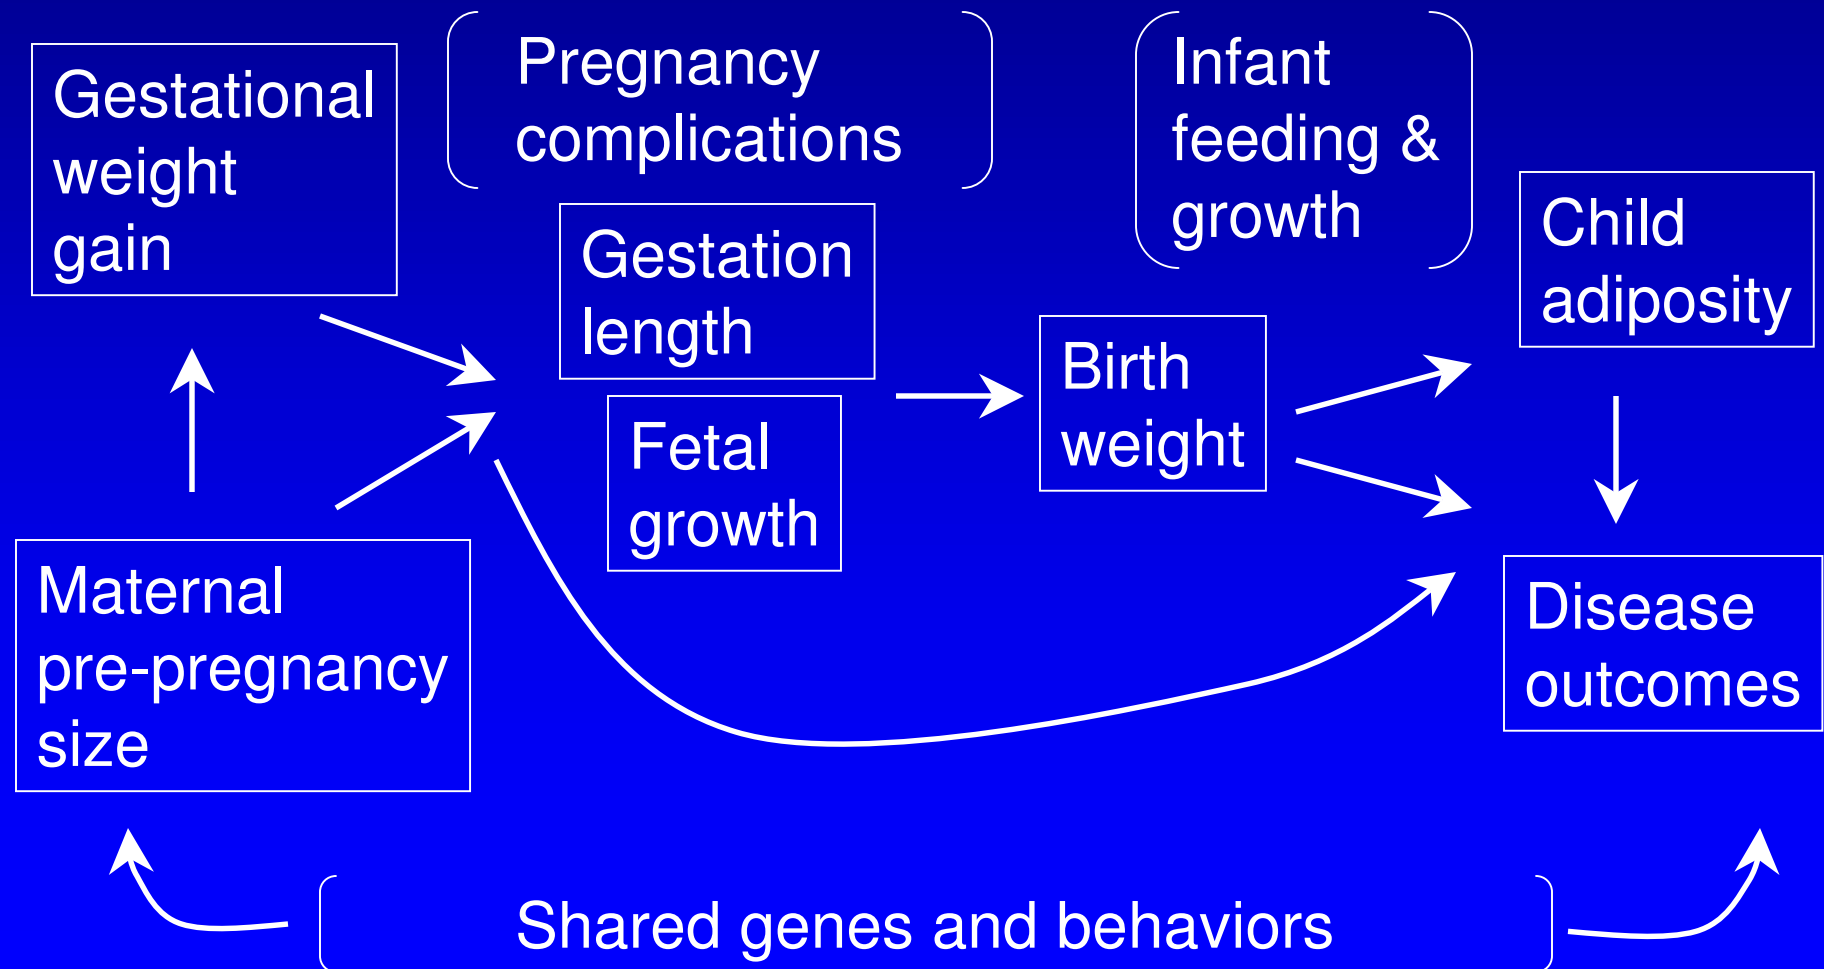 Gestational
weight
gain
Pregnancy
complications
Infant
feeding &
growth
Gestation
length
Child
adiposity
Birth
weight
Fetal
growth
Maternal
pre-pregnancy
size
Disease
outcomes
Shared genes and behaviors